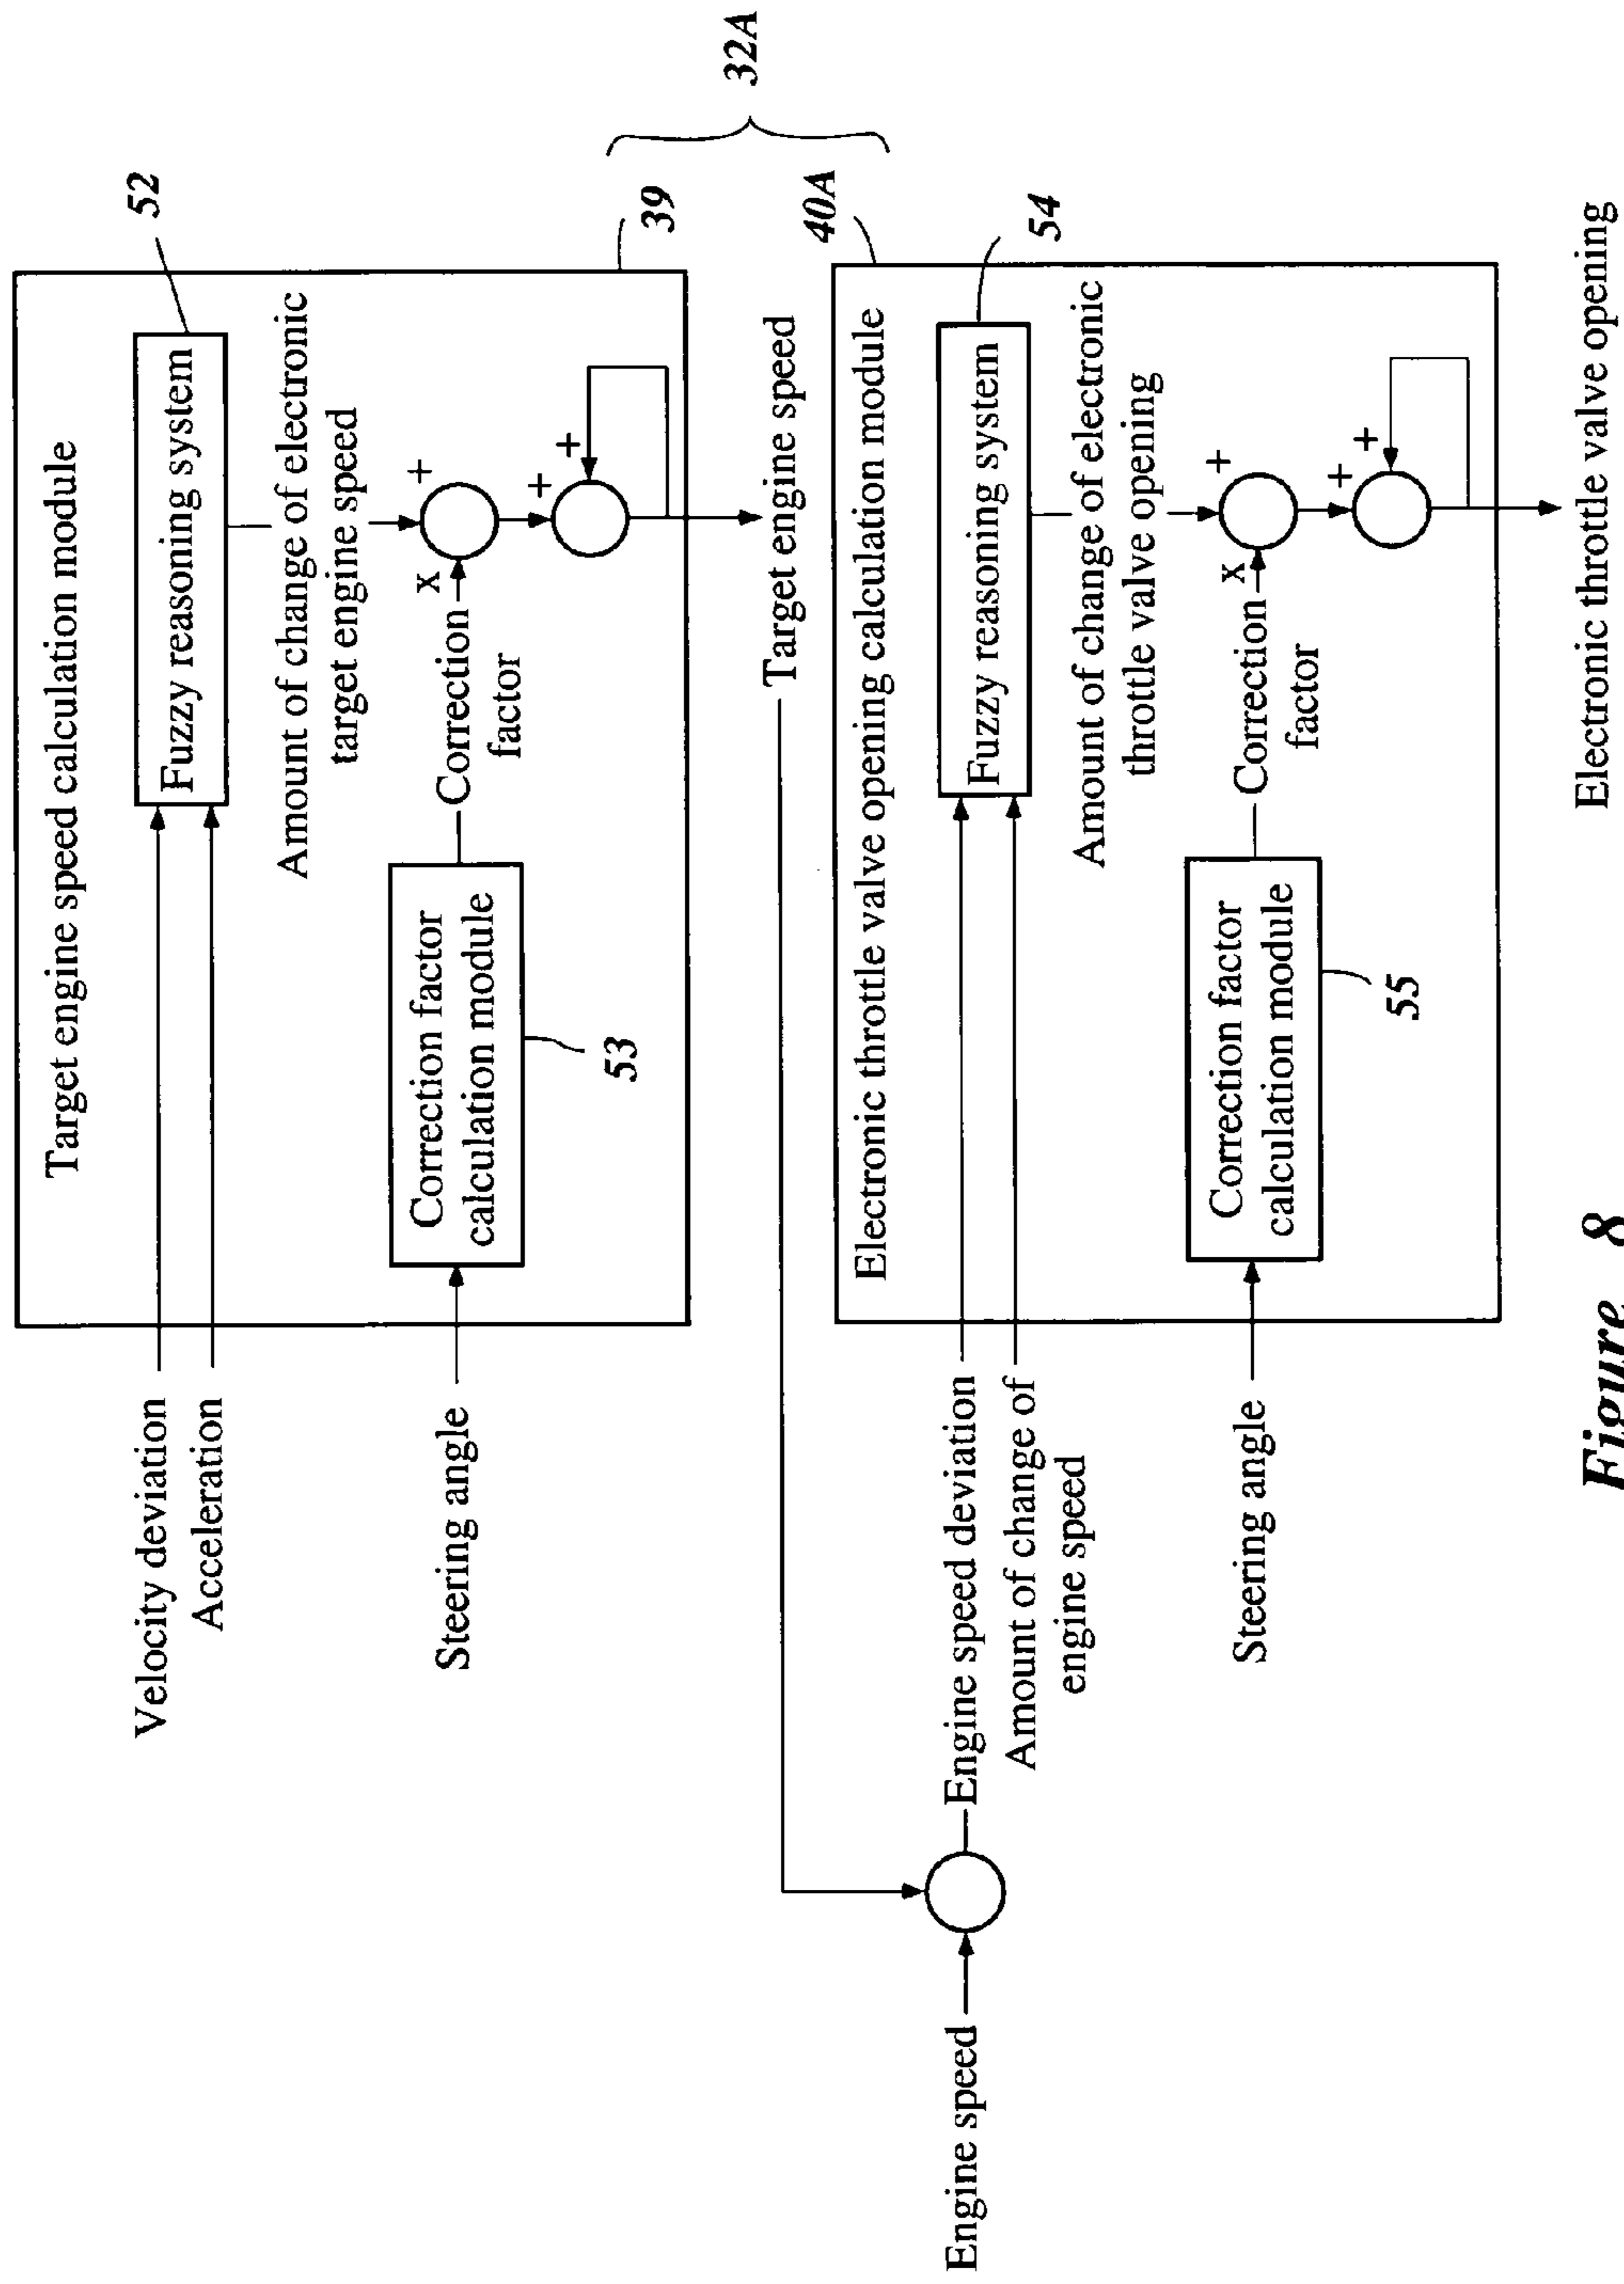 Target engine speed calculation module
52
Velocity deviation
Acceleration
Fuzzy reasoning system
Amount of change of electronic
target engine speed
+
x
Steering angle
Correction factor
calculation module
53
Correction
factor
+
+
39
32A
Target engine speed
40A
Electronic throttle valve opening calculation module
Engine speed
Engine speed deviation
Amount of change of
engine speed
Fuzzy reasoning system
54
Amount of change of electronic
throttle valve opening
+
x
Steering angle
Correction factor
calculation module
55
Correction
factor
+
+
Electronic throttle valve opening
Figure 8